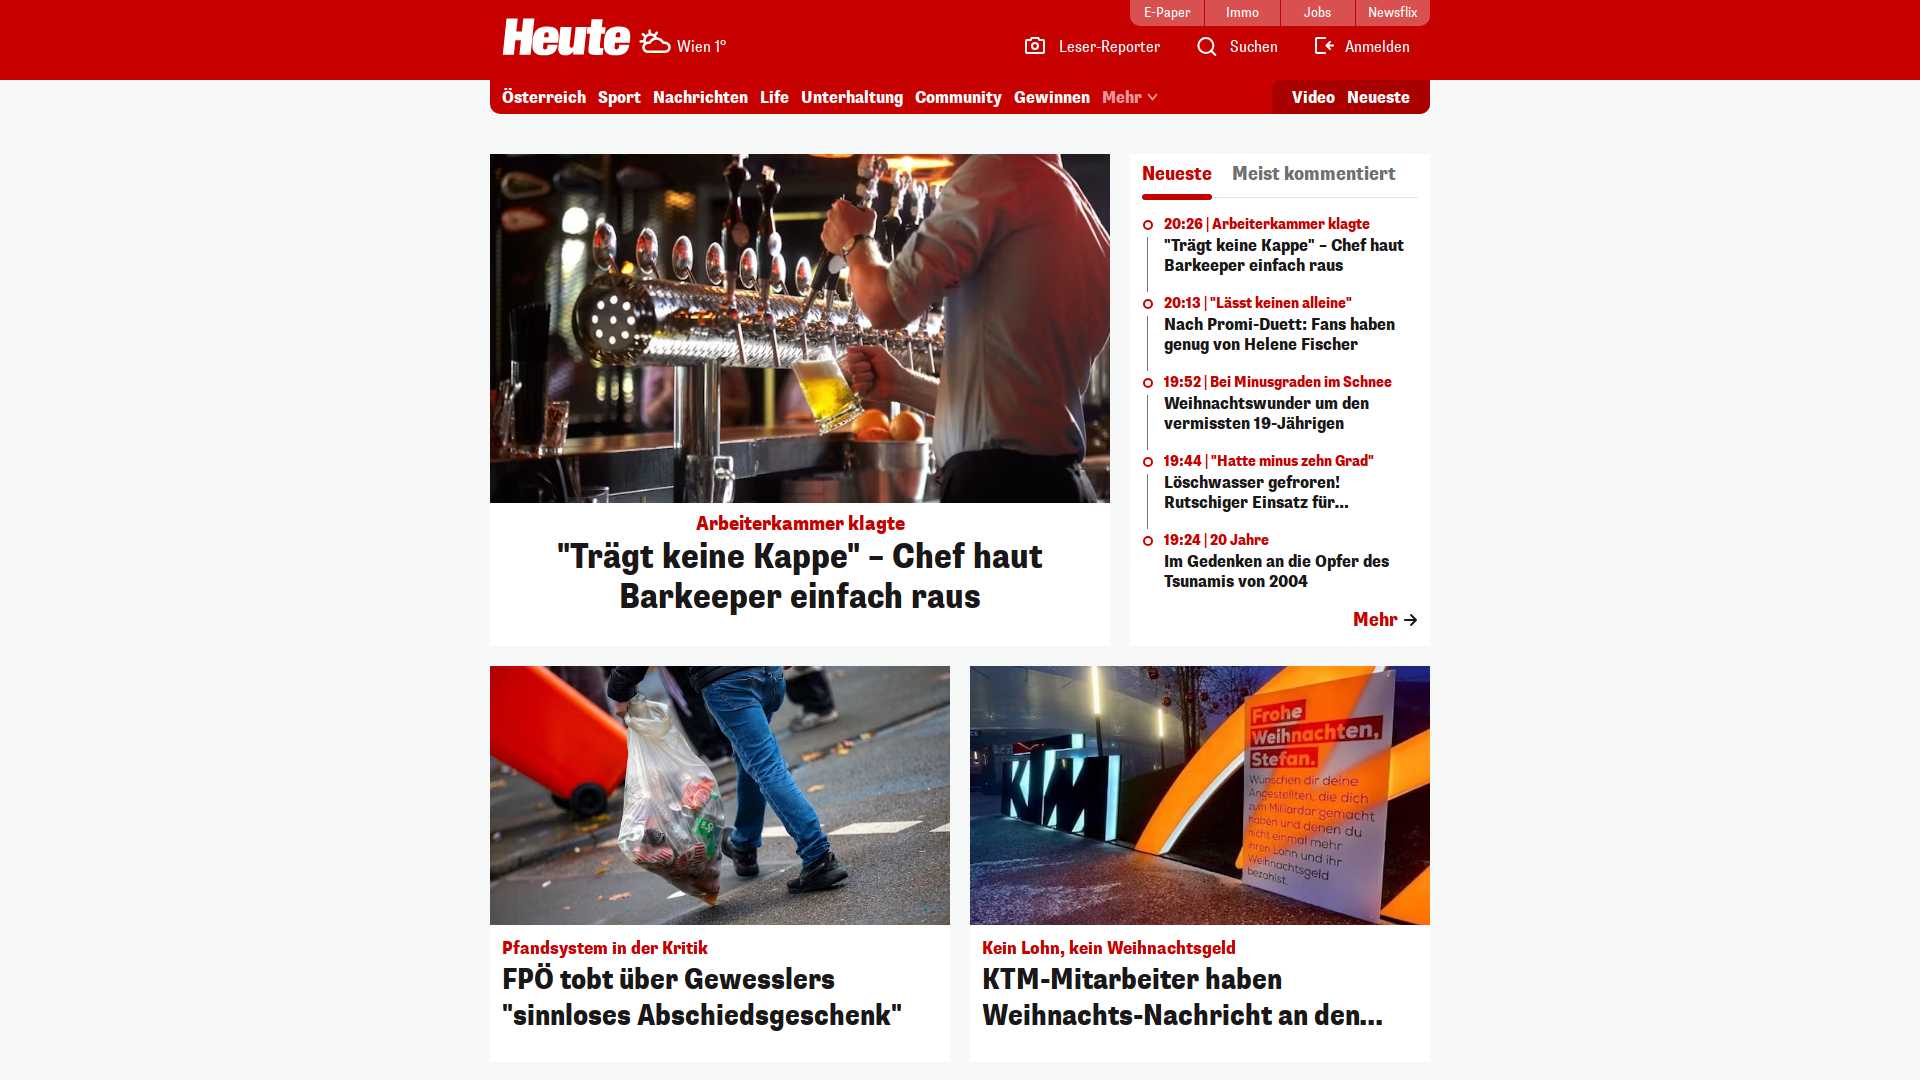 E-Paper
Immo
Jobs
Newsflix
Heute
Wien 1°
Leser-Reporter
Suchen
Anmelden
Österreich
Sport
Nachrichten
Life
Unterhaltung
Community
Gewinnen
Mehr
Video
Neueste
Arbeiterkammer klagte
"Trägt keine Kappe" – Chef haut
Barkeeper einfach raus
Neueste
Meist kommentiert
20:26 | Arbeiterkammer klagte
"Trägt keine Kappe" – Chef haut
Barkeeper einfach raus
20:13 | "Lässt keinen alleine"
Nach Promi-Duett: Fans haben
genug von Helene Fischer
19:52 | Bei Minusgraden im Schnee
Weihnachtswunder um den
vermissten 19-Jährigen
19:44 | "Hatte minus zehn Grad"
Löschwasser gefroren!
Rutschiger Einsatz für...
19:24 | 20 Jahre
Im Gedenken an die Opfer des
Tsunamis von 2004
Mehr
Pfandsystem in der Kritik
FPÖ tobt über Gewesslers
"sinnloses Abschiedsgeschenk"
KTM
Frohe
Weihnachten,
Stefan.
Wünschen dir deine
Angestellten, die dich
zum Milliardär gemacht
haben und denen du
nicht einmal mehr
ihren Lohn und ihr
Weihnachtsgeld
bezahlst.
Kein Lohn, kein Weihnachtsgeld
KTM-Mitarbeiter haben
Weihnachts-Nachricht an den...